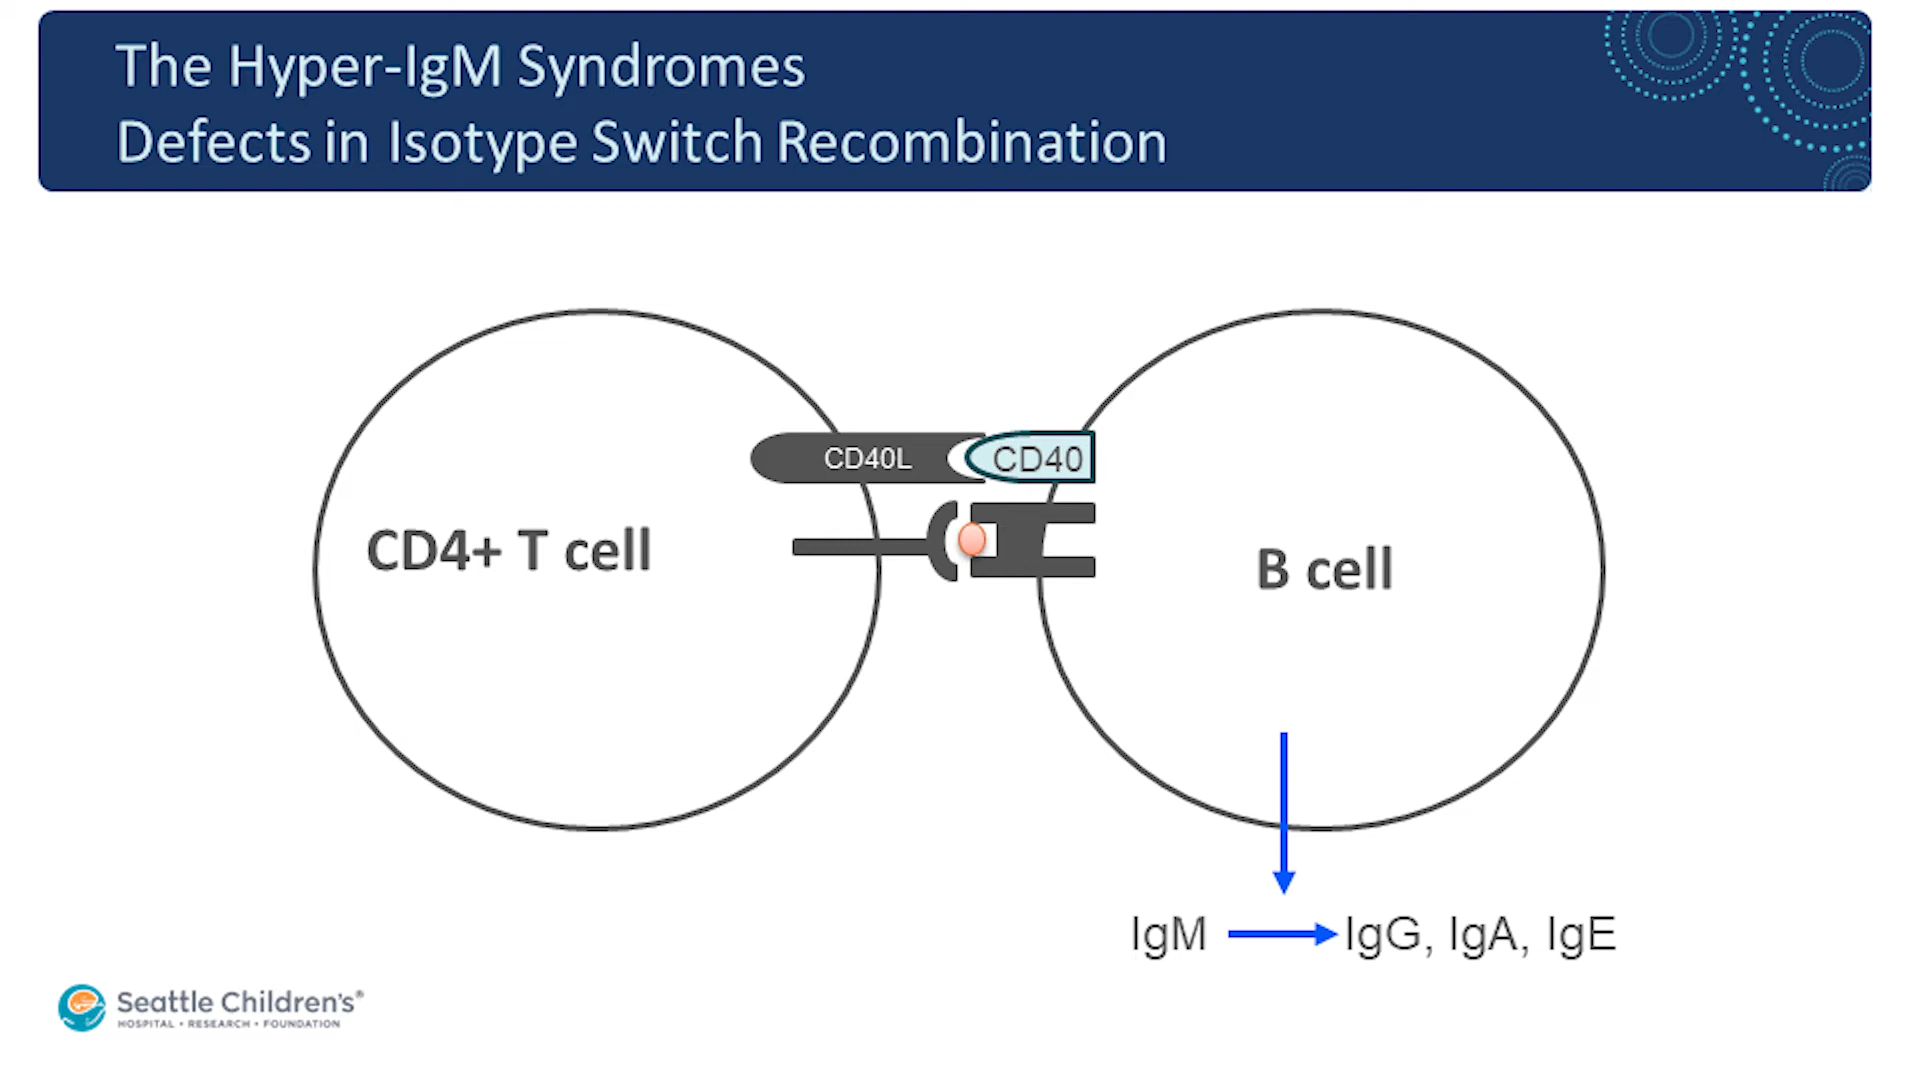 The Hyper-IgM Syndromes
Defects in Isotype Switch Recombination
CD40L
CD40
CD4+ T cell
B cell
IgM
IgG, IgA, IgE
Seattle Children's®
HOSPITAL • RESEARCH • FOUNDATION